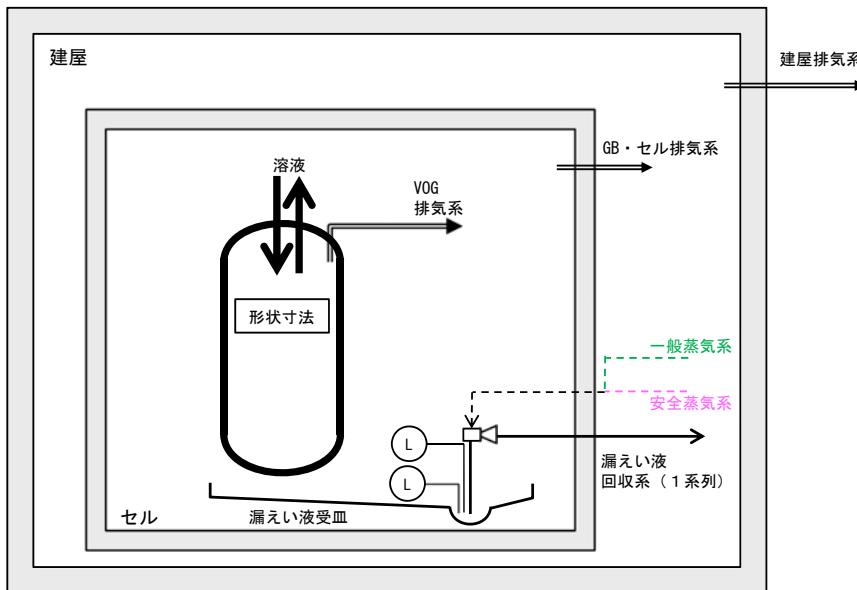 建屋
建屋排気系
GB・セル排気系
溶液
VOG
排気系
形状寸法
一般蒸気系
安全蒸気系
L
L
漏えい液
回収系（１系列）
セル
漏えい液受皿